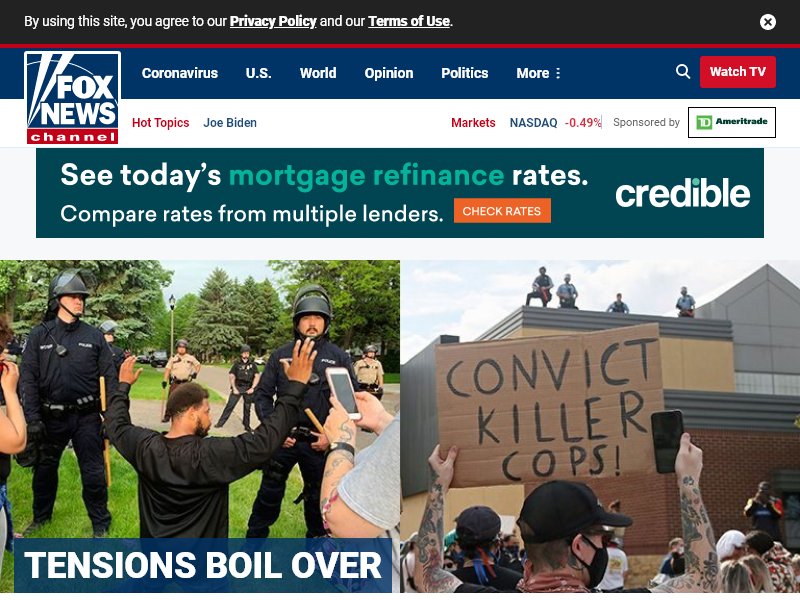 By using this site, you agree to our Privacy Policy and our Terms of Use.
FOX
NEWS
channel
Coronavirus U.S. World Opinion Politics More
Watch TV
Hot Topics Joe Biden
Markets NASDAQ -0.49% Sponsored by
TD Ameritrade
See today's mortgage refinance rates.
Compare rates from multiple lenders. CHECK RATES
credible
POLICE
CONVICT
KILLER
COPS!
TENSIONS BOIL OVER